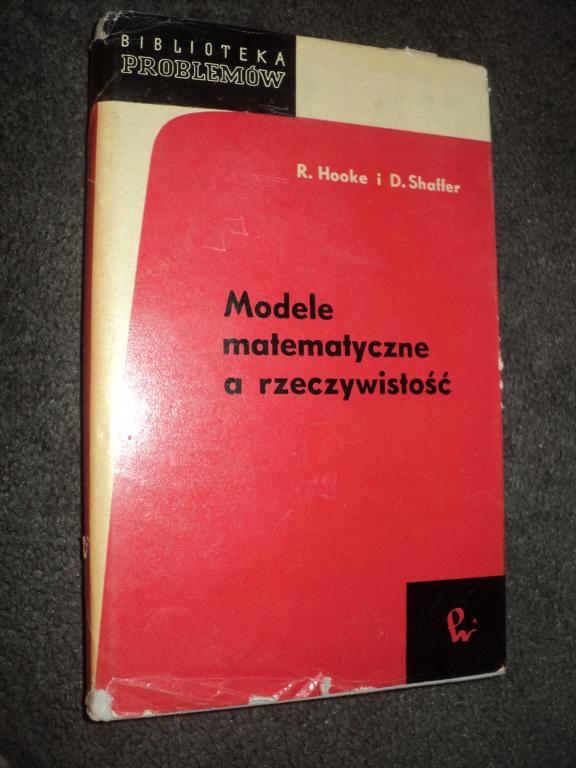 BIBLIOTEKA
PROBLEMÓW
R. Hooke i D. Shaffer
Modele
matematyczne
a rzeczywistość